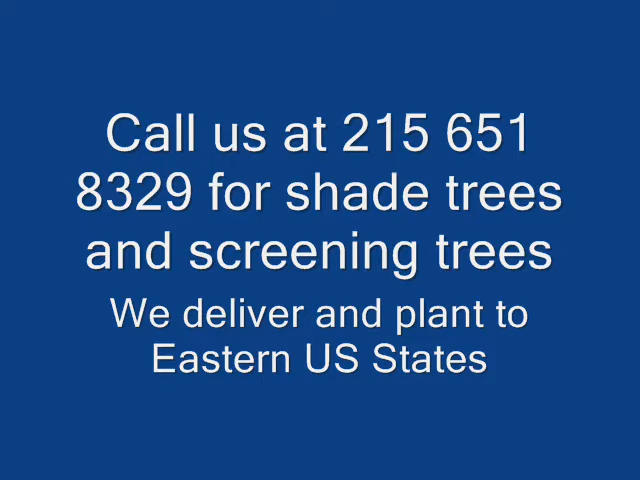 Call us at 215 651
8329 for shade trees
and screening trees
We deliver and plant to
Eastern US States